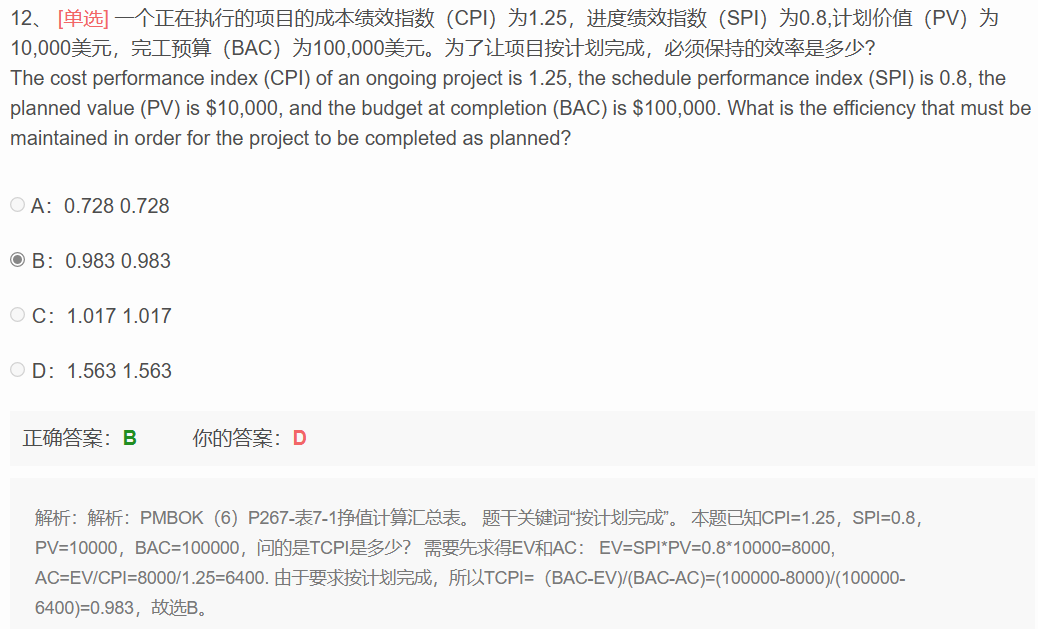 12、 [单选] 一个正在执行的项目的成本绩效指数（CPI）为1.25，进度绩效指数（SPI）为0.8,计划价值（PV）为
10,000美元，完工预算（BAC）为100,000美元。为了让项目按计划完成，必须保持的效率是多少？
The cost performance index (CPI) of an ongoing project is 1.25, the schedule performance index (SPI) is 0.8, the
planned value (PV) is $10,000, and the budget at completion (BAC) is $100,000. What is the efficiency that must be
maintained in order for the project to be completed as planned?
A：0.728 0.728
B：0.983 0.983
C：1.017 1.017
D：1.563 1.563
正确答案：B 你的答案：D
解析：解析：PMBOK（6）P267-表7-1挣值计算汇总表。 题干关键词“按计划完成”。 本题已知CPI=1.25，SPI=0.8，
PV=10000，BAC=100000，问的是TCPI是多少？ 需要先求得EV和AC： EV=SPI*PV=0.8*10000=8000,
AC=EV/CPI=8000/1.25=6400. 由于要求按计划完成，所以TCPI=（BAC-EV)/(BAC-AC)=(100000-8000)/(100000-
6400)=0.983，故选B。